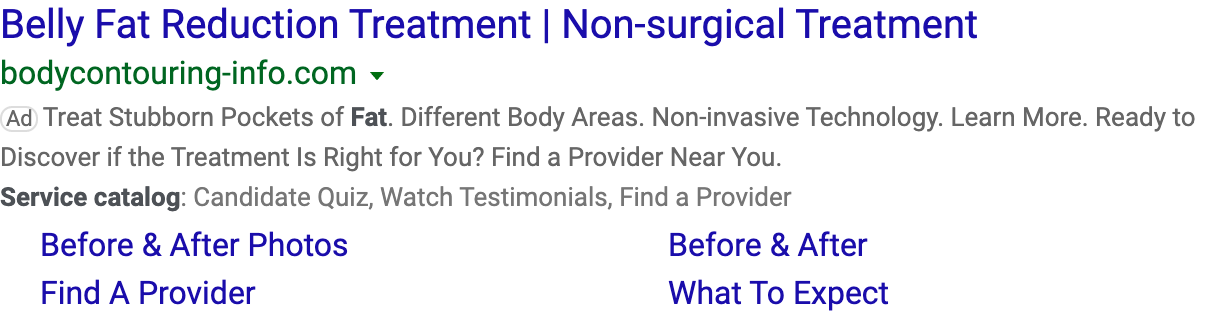 Belly Fat Reduction Treatment | Non-surgical Treatment
bodycontouring-info.com
Ad Treat Stubborn Pockets of Fat. Different Body Areas. Non-invasive Technology. Learn More. Ready to
Discover if the Treatment Is Right for You? Find a Provider Near You.
Service catalog: Candidate Quiz, Watch Testimonials, Find a Provider
Before & After Photos
Before & After
Find A Provider
What To Expect